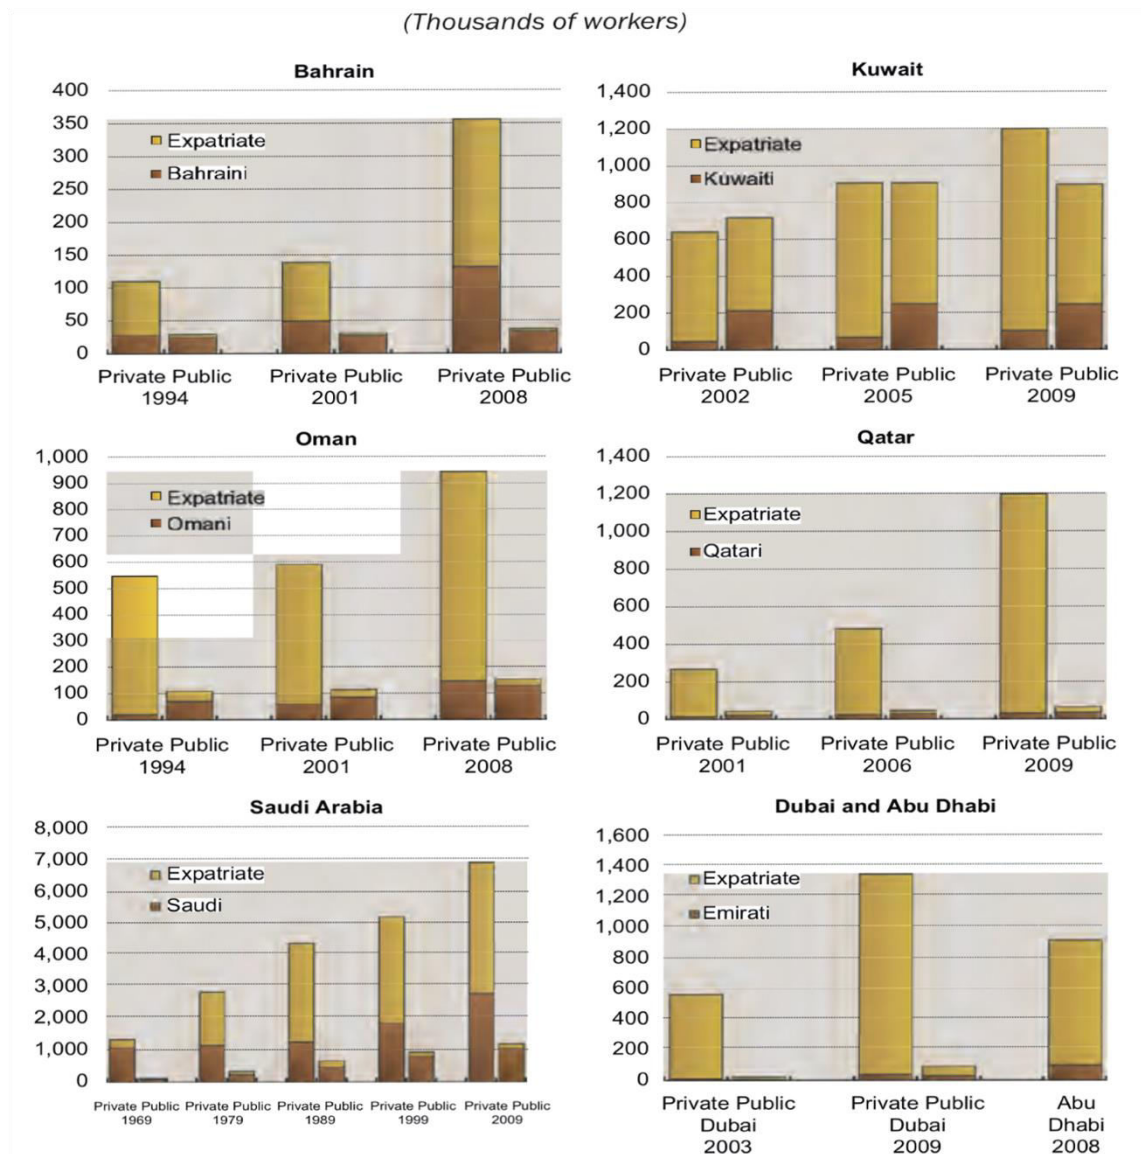 (Thousands of workers)
Bahrain
400
350
300
250
200
150
100
50
0
Expatriate
Bahraini
Private Public Private Public Private Public
1994 2001 2008
Kuwait
1,400
1,200
1,000
800
600
400
200
0
Expatriate
Kuwaiti
Private Public Private Public Private Public
2002 2005 2009
Oman
1,000
900
800
700
600
500
400
300
200
100
0
Expatriate
Omani
Private Public Private Public Private Public
1994 2001 2008
Qatar
1,400
1,200
1,000
800
600
400
200
0
Expatriate
Qatari
Private Public Private Public Private Public
2001 2006 2009
Saudi Arabia
8,000
7,000
6,000
5,000
4,000
3,000
2,000
1,000
0
Expatriate
Saudi
Private Public Private Public Private Public Private Public Private Public
1969 1979 1989 1999 2009
Dubai and Abu Dhabi
1,600
1,400
1,200
1,000
800
600
400
200
0
Expatriate
Emirati
Private Public Private Public Abu
Dubai Dubai Dhabi
2003 2009 2008